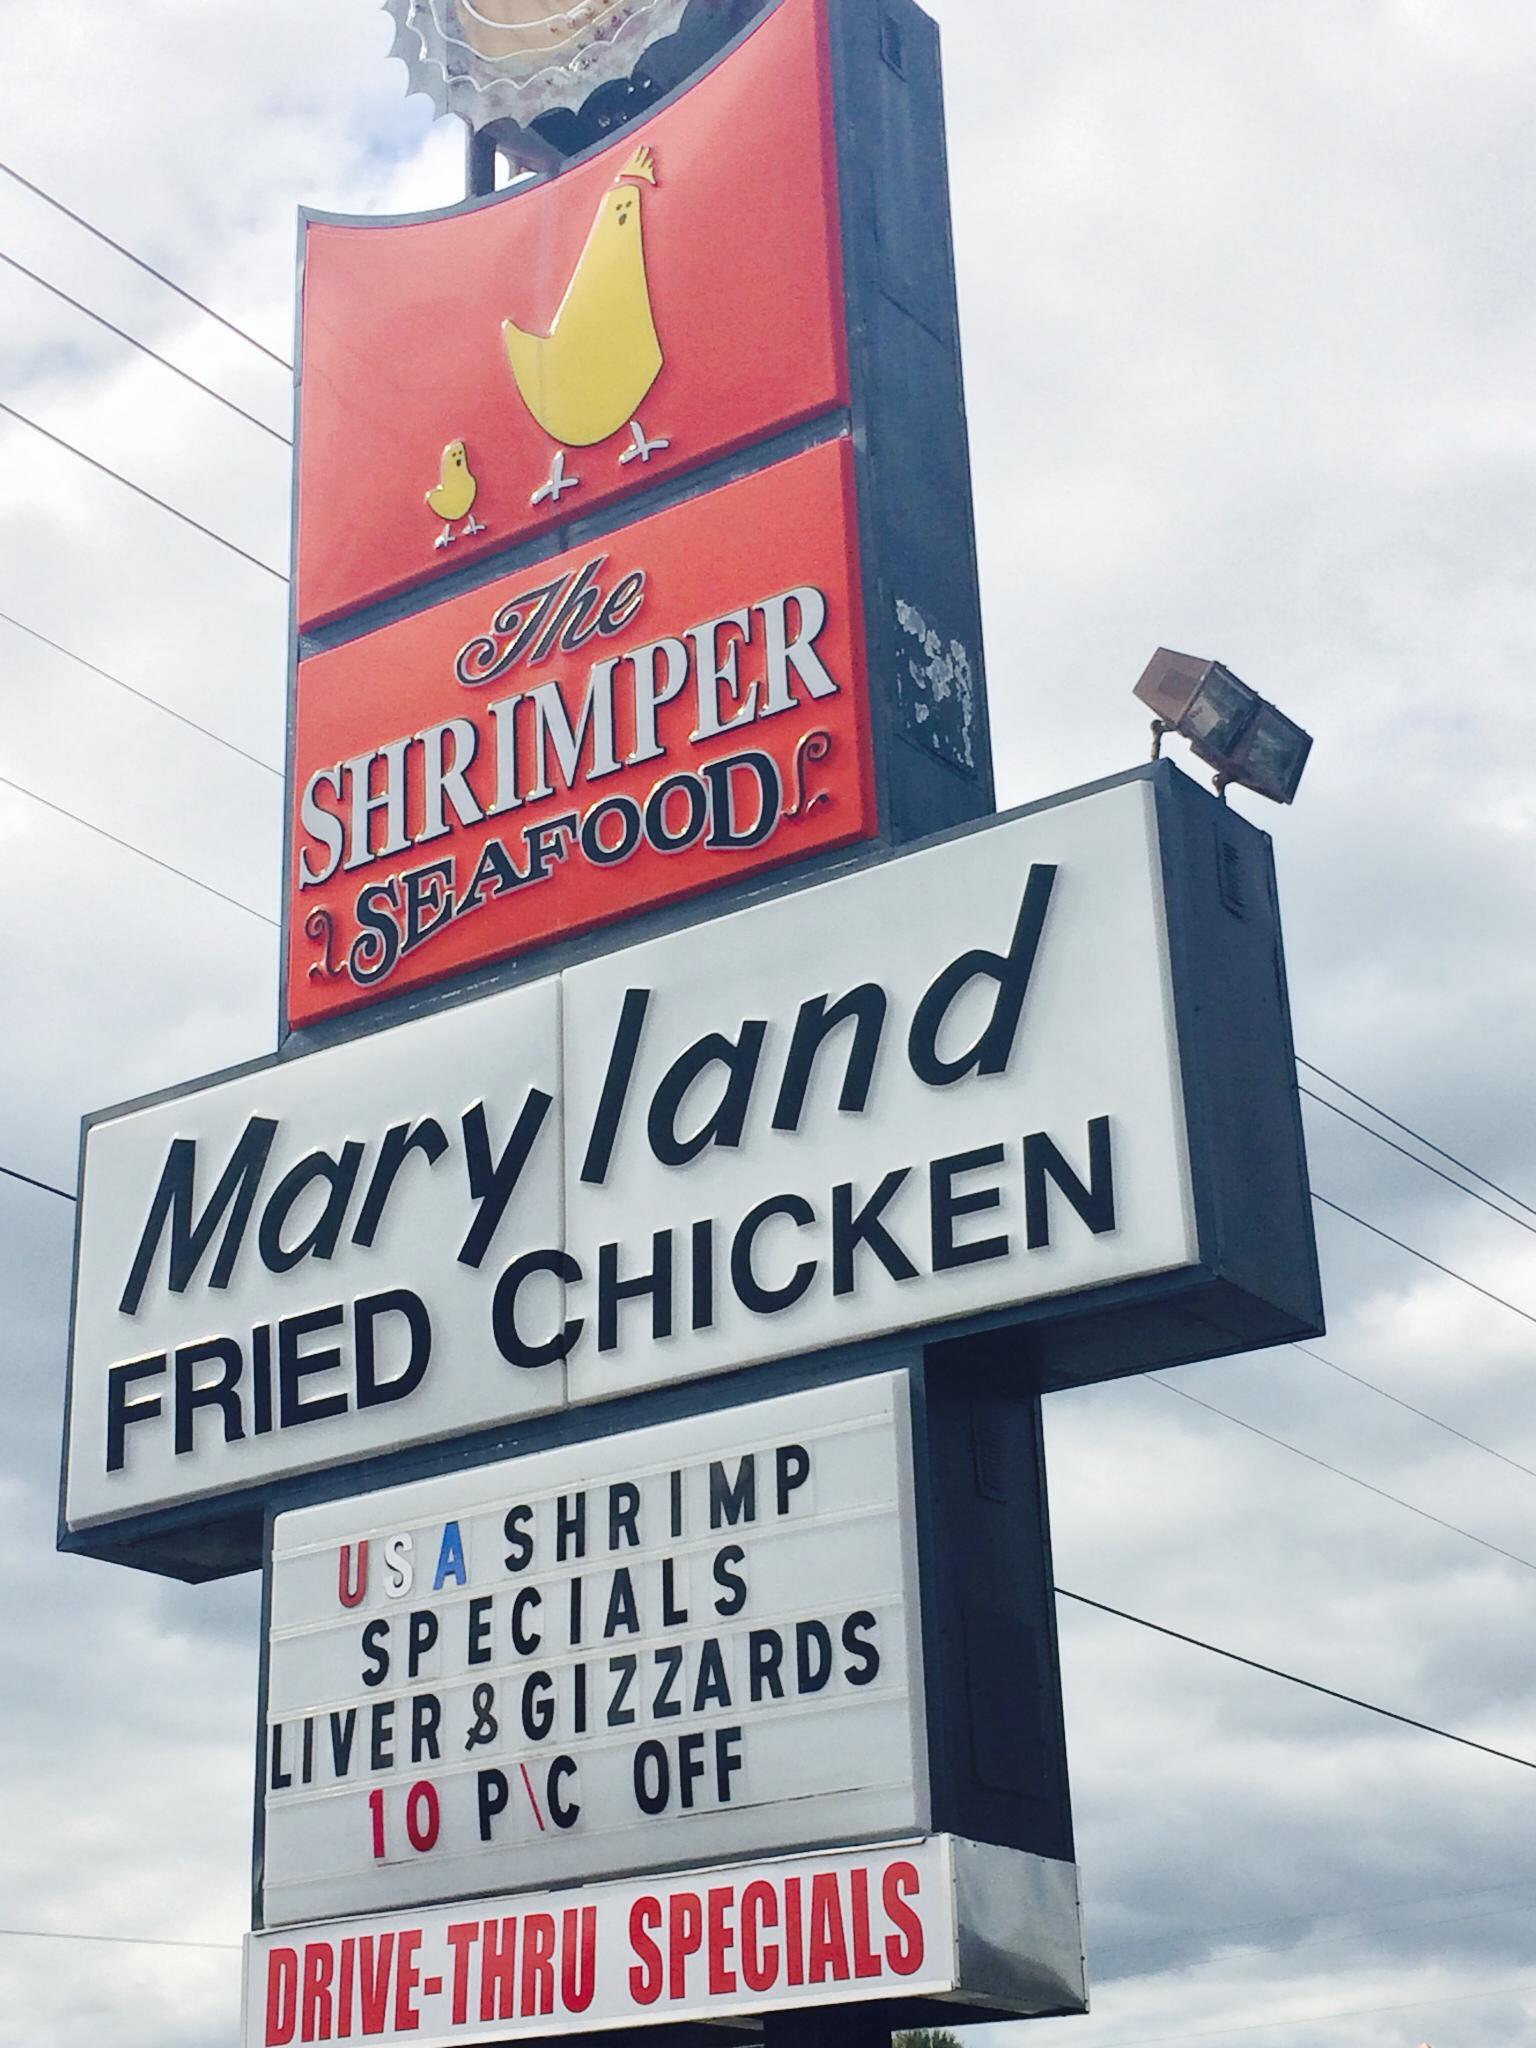 The
SHRIMPER
SEAFOOD
Maryland
FRIED CHICKEN
USA SHRIMP
SPECIALS
LIVER & GIZZARDS
10 P\C OFF
DRIVE-THRU SPECIALS